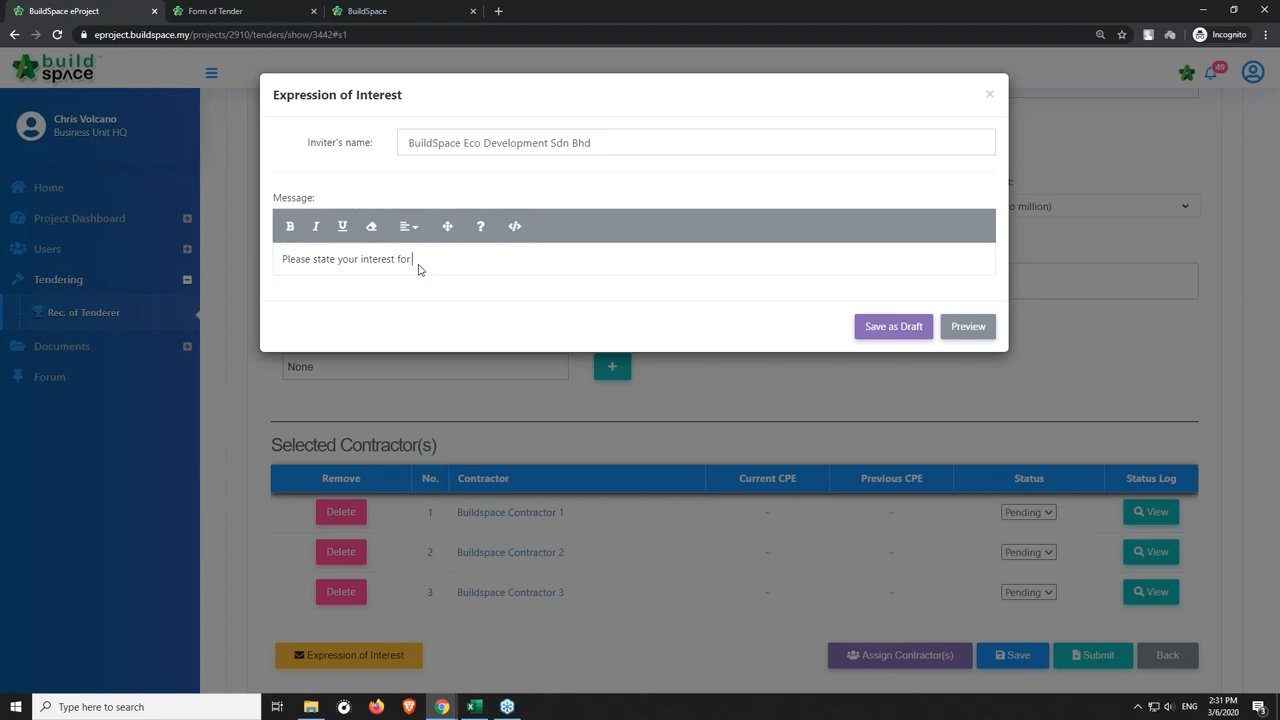 BuildSpace eProject
Form of Tender
BuildSpace
eproject.buildspace.my/projects/2910/tenders/show/3442#s1
Incognito
build space
49
Chris Volcano
Business Unit HQ
Home
Project Dashboard
Users
Tendering
Rec. of Tenderer
Documents
Forum
Expression of Interest
×
Inviter's name:
BuildSpace Eco Development Sdn Bhd
Message:
B I U ? </>
Please state your interest for
Save as Draft
Preview
t:
o million)
None
+
Selected Contractor(s)
Remove No. Contractor Current CPE Previous CPE Status Status Log
Delete 1 Buildspace Contractor 1 - - Pending View
Delete 2 Buildspace Contractor 2 - - Pending View
Delete 3 Buildspace Contractor 3 - - Pending View
Expression of Interest
Assign Contractor(s)
Save
Submit
Back
Type here to search
ENG
2:31 PM
3/6/2020